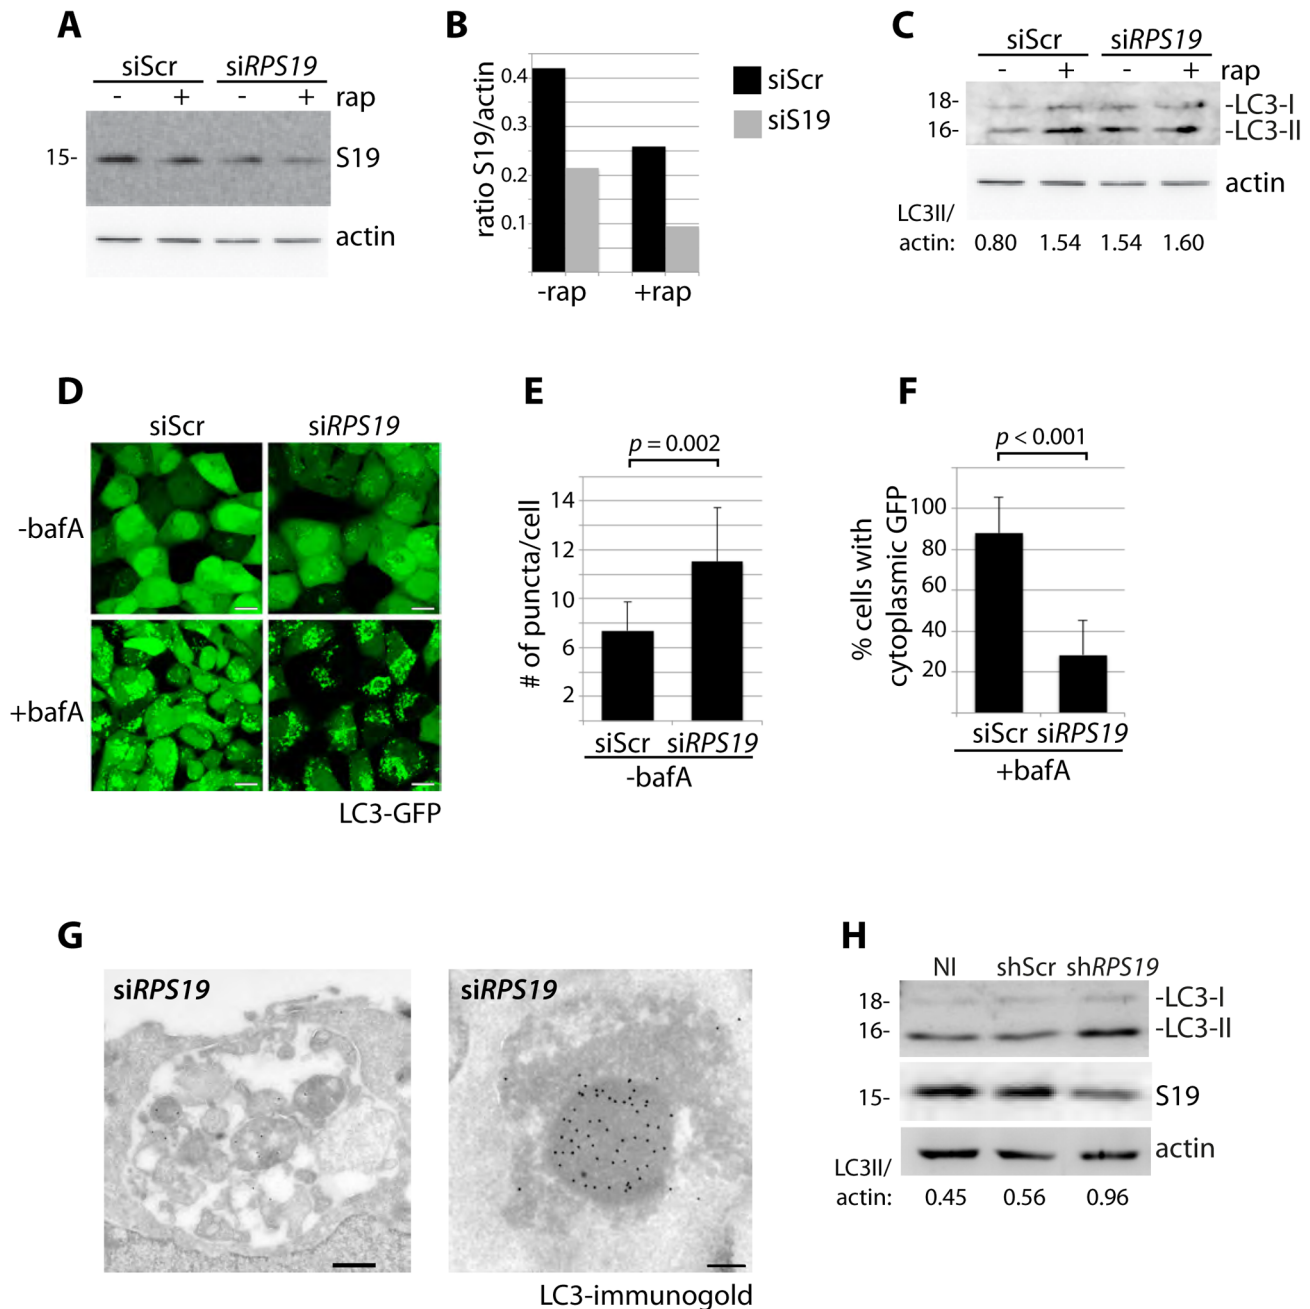 A
siScr siRPS19
- + - + rap
15- S19
actin
B
ratio S19/actin
0.4
0.3
0.2
0.1
-rap +rap
siScr
siS19
C
siScr siRPS19
- + - + rap
18- -LC3-I
16- -LC3-II
actin
LC3II/
actin: 0.80 1.54 1.54 1.60
D
siScr siRPS19
-bafA
+bafA
LC3-GFP
E
p = 0.002
# of puncta/cell
14
12
10
6
2
siScr siRPS19
-bafA
F
p < 0.001
% cells with
cytoplasmic GFP
100
80
60
40
20
siScr siRPS19
+bafA
G
siRPS19
siRPS19
LC3-immunogold
H
NI shScr shRPS19
18- -LC3-I
16- -LC3-II
15- S19
actin
LC3II/
actin: 0.45 0.56 0.96